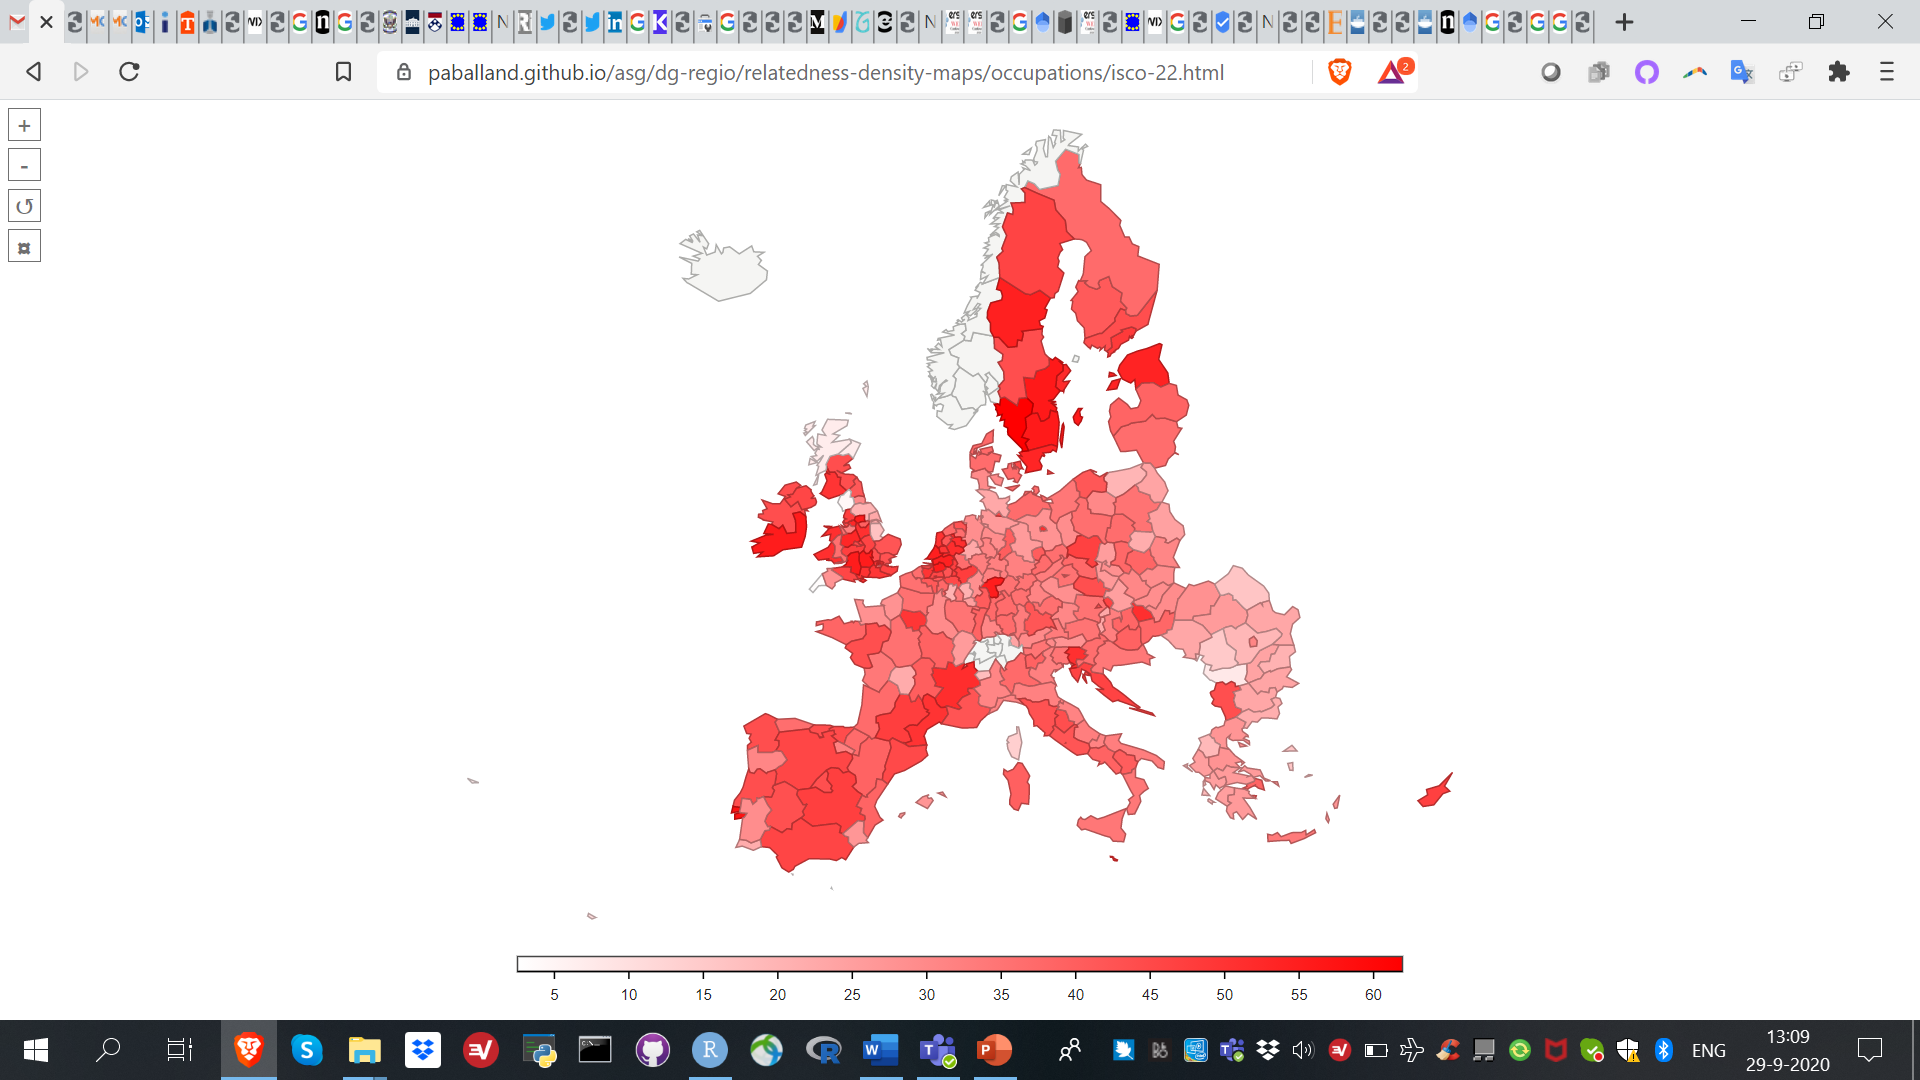 paballand.github.io/asg/dg-regio/relatedness-density-maps/occupations/isco-22.html
2
+
-
5 10 15 20 25 30 35 40 45 50 55 60
ENG
13:09
29-9-2020